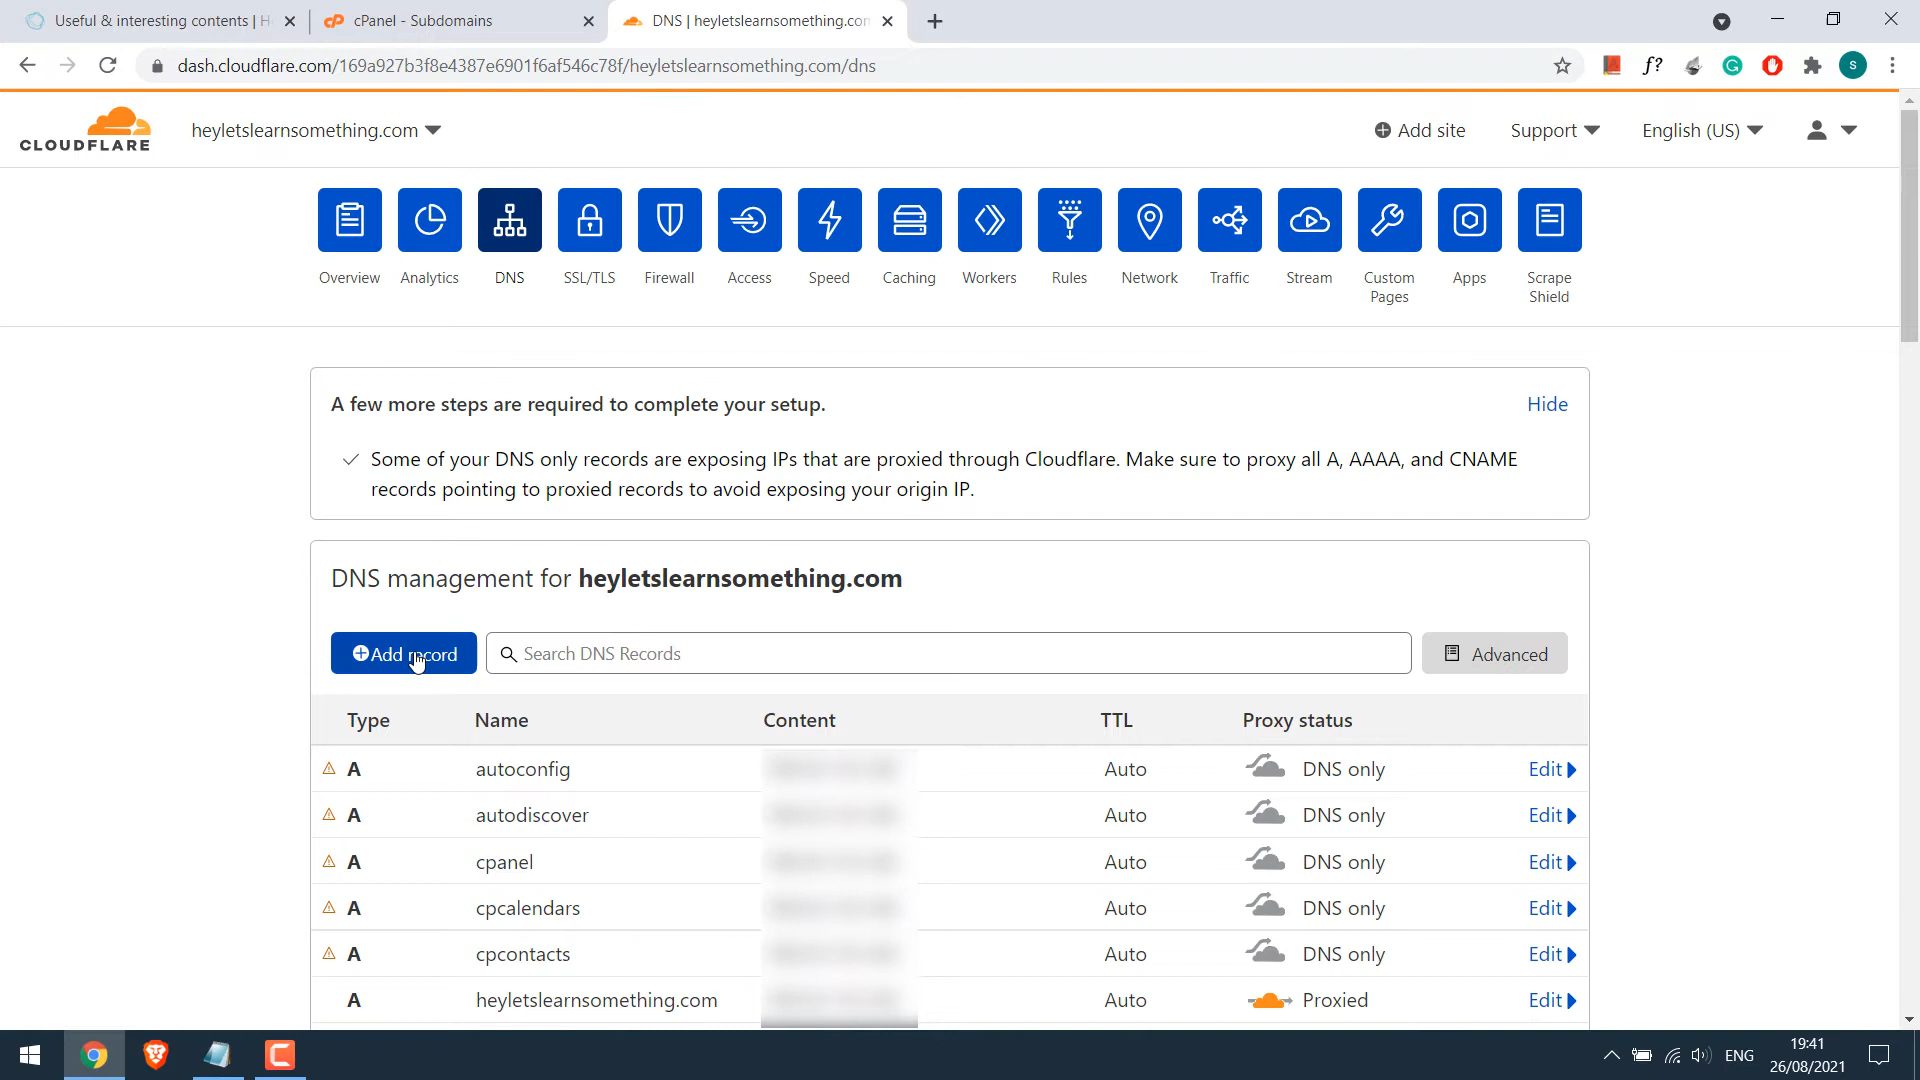 Useful & interesting contents | H
cPanel - Subdomains
DNS | heyletslearnsomething.com
dash.cloudflare.com/169a927b3f8e4387e6901f6af546c78f/heyletslearnsomething.com/dns
f?
S
CLOUDFLARE
heyletslearnsomething.com
Add site
Support
English (US)
Overview
Analytics
DNS
SSL/TLS
Firewall
Access
Speed
Caching
Workers
Rules
Network
Traffic
Stream
Custom
Pages
Apps
Scrape
Shield
A few more steps are required to complete your setup.
Hide
Some of your DNS only records are exposing IPs that are proxied through Cloudflare. Make sure to proxy all A, AAAA, and CNAME
records pointing to proxied records to avoid exposing your origin IP.
DNS management for heyletslearnsomething.com
Add record
Search DNS Records
Advanced
Type Name Content TTL Proxy status
A autoconfig Auto DNS only Edit
A autodiscover Auto DNS only Edit
A cpanel Auto DNS only Edit
A cpcalendars Auto DNS only Edit
A cpcontacts Auto DNS only Edit
A heyletslearnsomething.com Auto Proxied Edit
ENG
19:41
26/08/2021